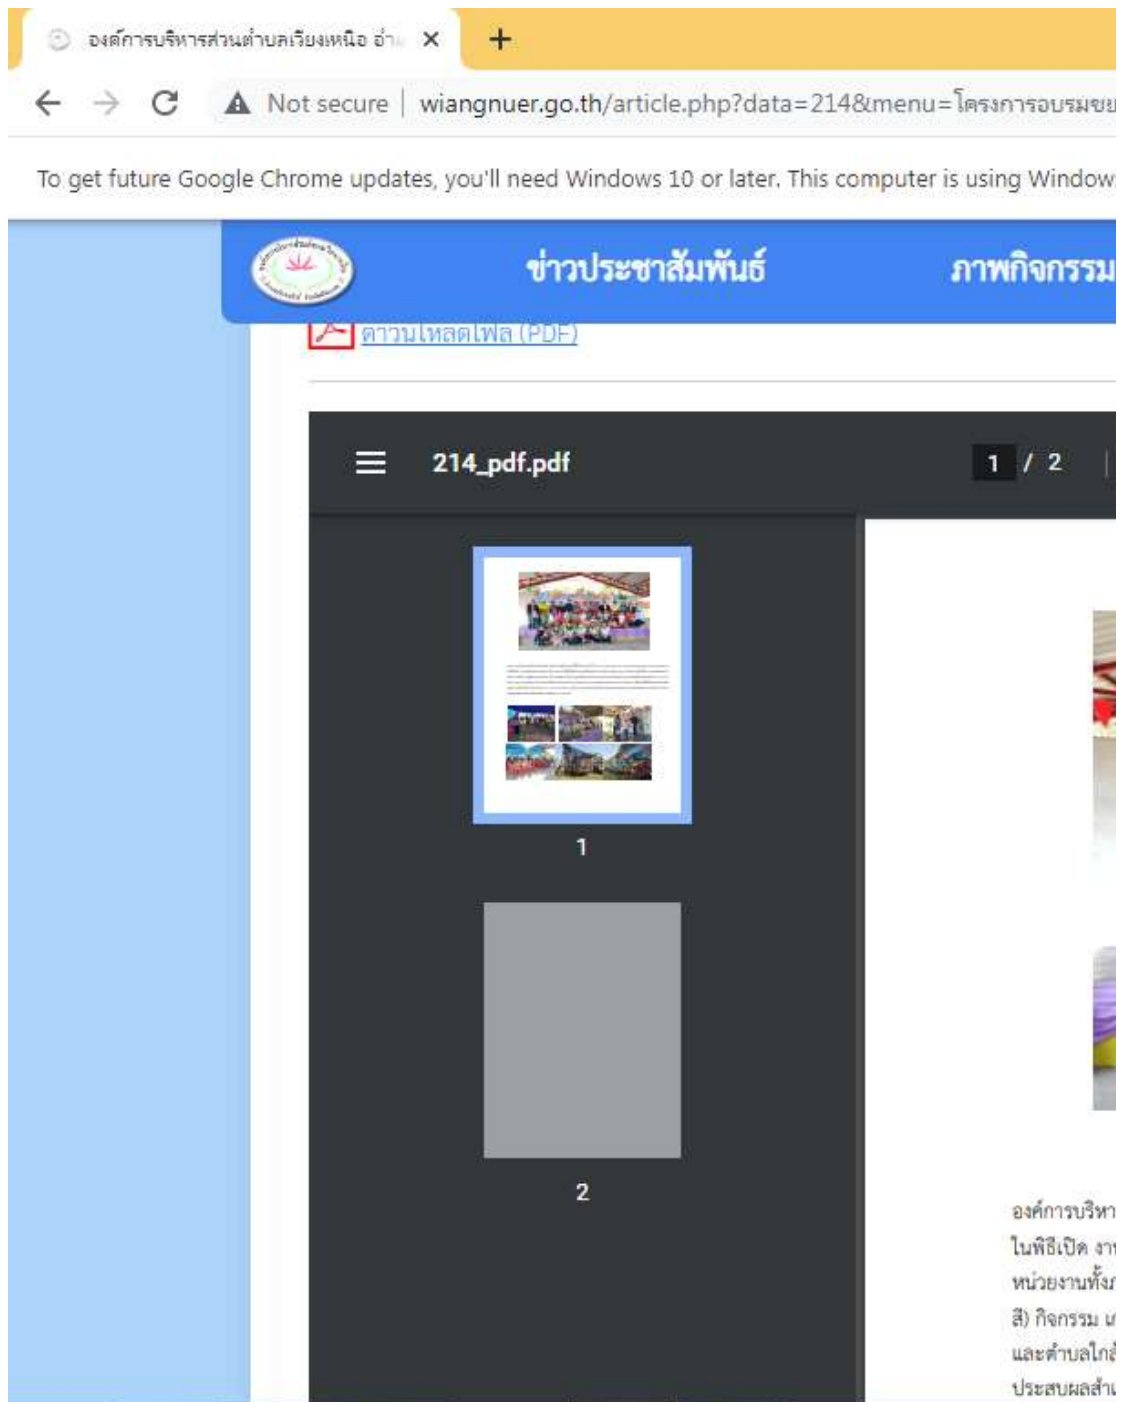 องค์การบริหารส่วนตำบลเวียงเหนือ อำ
Not secure | wiangnuer.go.th/article.php?data=214&menu=โครงการอบรมขย
To get future Google Chrome updates, you'll need Windows 10 or later. This computer is using Window
ข่าวประชาสัมพันธ์ ภาพกิจกรรม
ดาวน์โหลดไฟล์ (PDF)
214_pdf.pdf 1 / 2
1
2
องค์การบริหา
ในพิธีเปิด งา
หน่วยงานทั้งภ
สี) กิจกรรม เ
และตำบลใกล้
ประสบผลสำเ